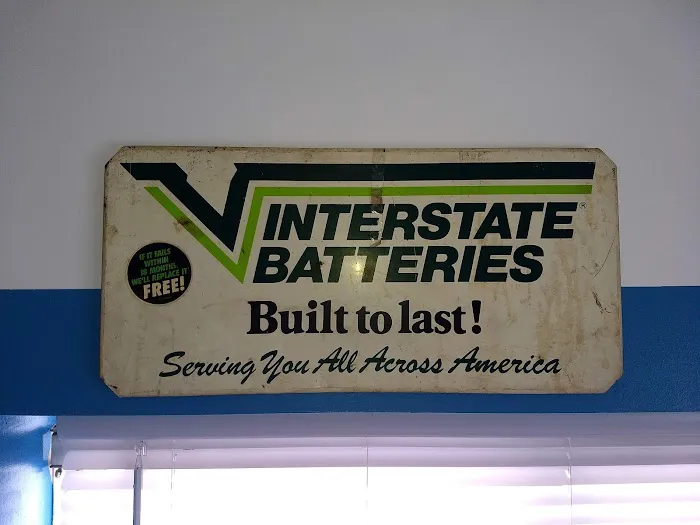 INTERSTATE®
BATTERIES
IF IT FAILS
WITHIN
18 MONTHS,
WE'LL REPLACE IT
FREE!
Built to last!
Serving You All Across America